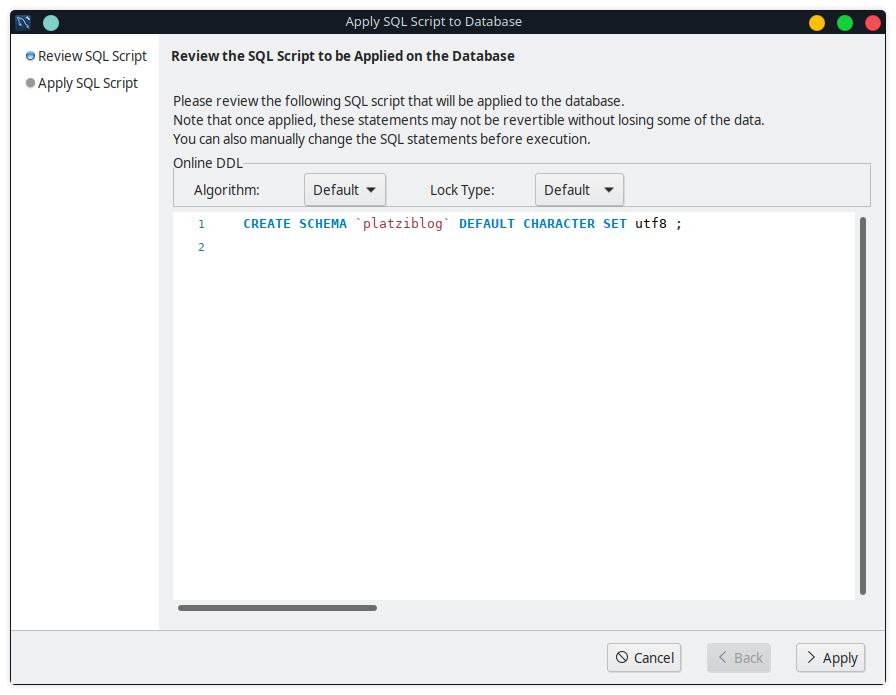 Apply SQL Script to Database
Review SQL Script
Apply SQL Script
Review the SQL Script to be Applied on the Database
Please review the following SQL script that will be applied to the database.
Note that once applied, these statements may not be revertible without losing some of the data.
You can also manually change the SQL statements before execution.
Online DDL
Algorithm: Default Lock Type: Default
1 CREATE SCHEMA `platziblog` DEFAULT CHARACTER SET utf8 ;
2
Cancel Back Apply